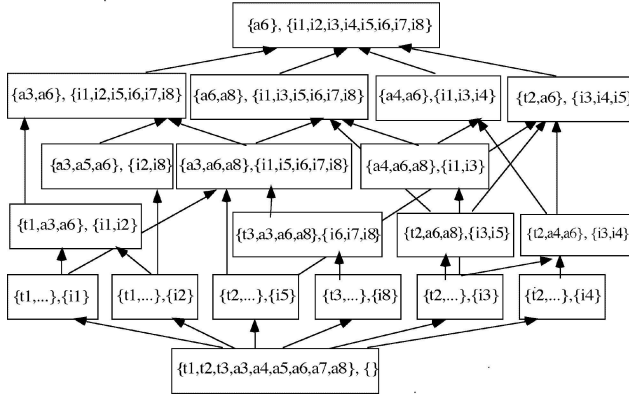 {a6}, {i1,i2,i3,i4,i5,i6,i7,i8}
{a3,a6}, {i1,i2,i5,i6,i7,i8}
{a6,a8}, {i1,i3,i5,i6,i7,i8}
{a4,a6},{i1,i3,i4}
{t2,a6}, {i3,i4,i5}
{a3,a5,a6}, {i2,i8}
{a3,a6,a8},{i1,i5,i6,i7,i8}
{a4,a6,a8},{i1,i3}
{t1,a3,a6}, {i1,i2}
{t3,a3,a6,a8},{i6,i7,i8}
{t2,a6,a8},{i3,i5}
{t2,a4,a6}, {i3,i4}
{t1,...},{i1}
{t1,...},{i2}
{t2,...},{i5}
{t3,...},{i8}
{t2,...},{i3}
{t2,...},{i4}
{t1,t2,t3,a3,a4,a5,a6,a7,a8}, {}